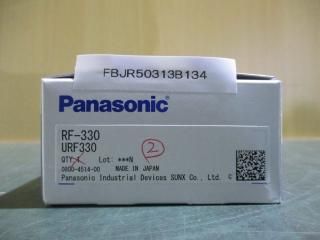 FBJR50313B134
Panasonic
RF-330
URF330
QTY.1 Lot: ***N
2
0800-4514-00 MADE IN JAPAN
Panasonic Industrial Devices SUNX Co., Ltd.